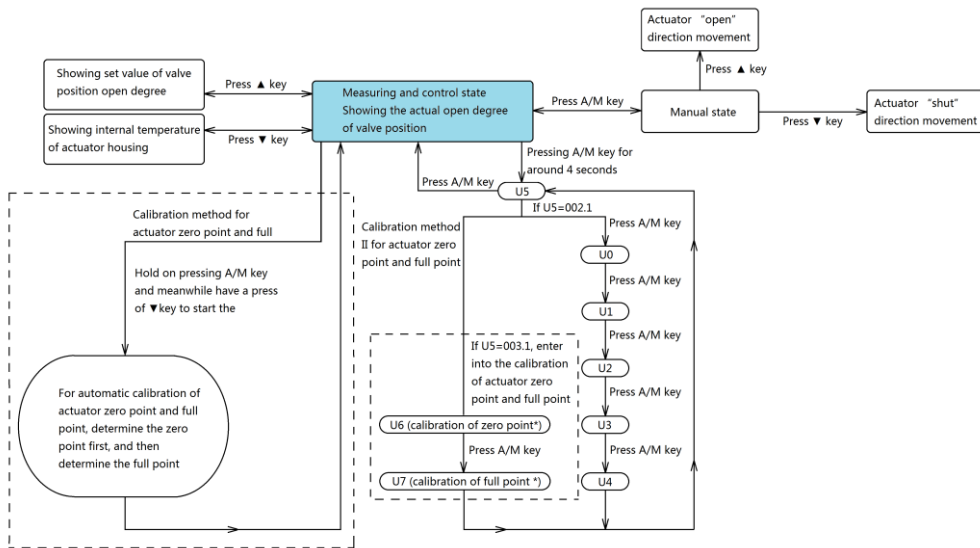 Showing set value of valve
position open degree
Press ▲ key
Showing internal temperature
of actuator housing
Press ▼ key
Measuring and control state
Showing the actual open degree
of valve position
Press A/M key
Manual state
Actuator “open”
direction movement
Press ▲ key
Press ▼ key
Actuator “shut”
direction movement
Pressing A/M key for
around 4 seconds
Press A/M key
U5
If U5=002.1
Calibration method for
actuator zero point and full
Hold on pressing A/M key
and meanwhile have a press
of ▼key to start the
For automatic calibration of
actuator zero point and full
point, determine the zero
point first, and then
determine the full point
Calibration method
II for actuator zero
point and full point
Press A/M key
U0
Press A/M key
U1
Press A/M key
U2
Press A/M key
U3
Press A/M key
U4
If U5=003.1, enter
into the calibration
of actuator zero
point and full point
U6 (calibration of zero point*)
Press A/M key
U7 (calibration of full point *)